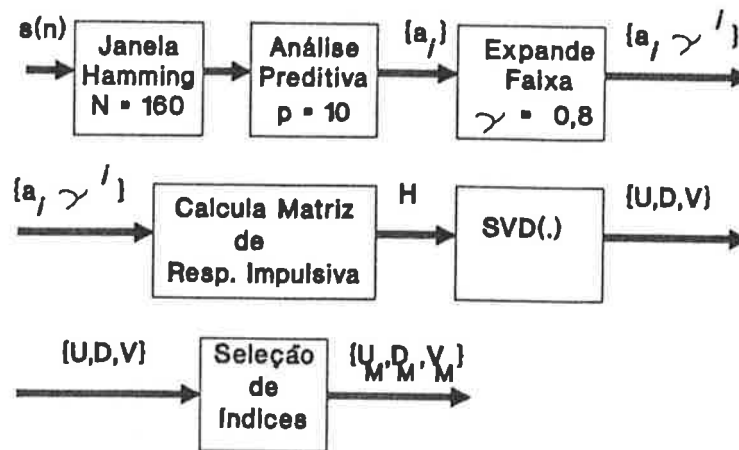 s(n)
Janela
Hamming
N = 160
Análise
Preditiva
p = 10
{a_i}
Expande
Faixa
γ = 0,8
{a_i γ^i}
{a_i γ^i}
Calcula Matriz
de
Resp. Impulsiva
H
SVD(.)
{U,D,V}
{U,D,V}
Seleção
de
índices
{U_M,D_M,V_M}